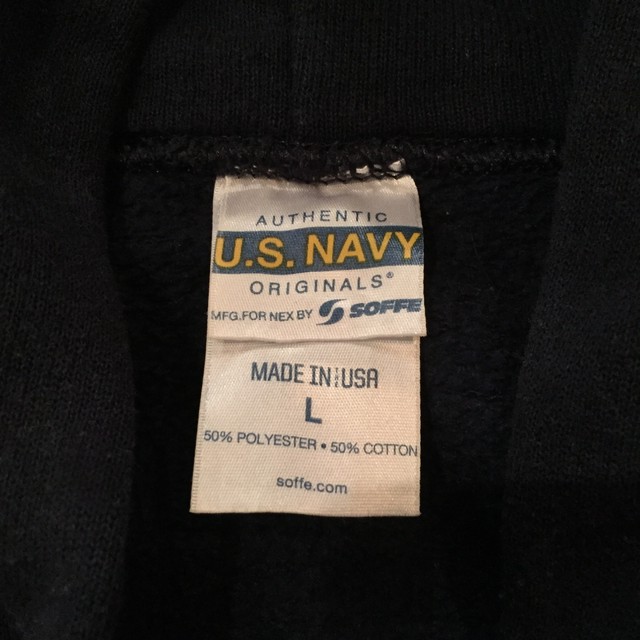 AUTHENTIC
U.S. NAVY
ORIGINALS®
MFG.FOR NEX BY SOFFE
MADE IN USA
L
50% POLYESTER • 50% COTTON
soffe.com